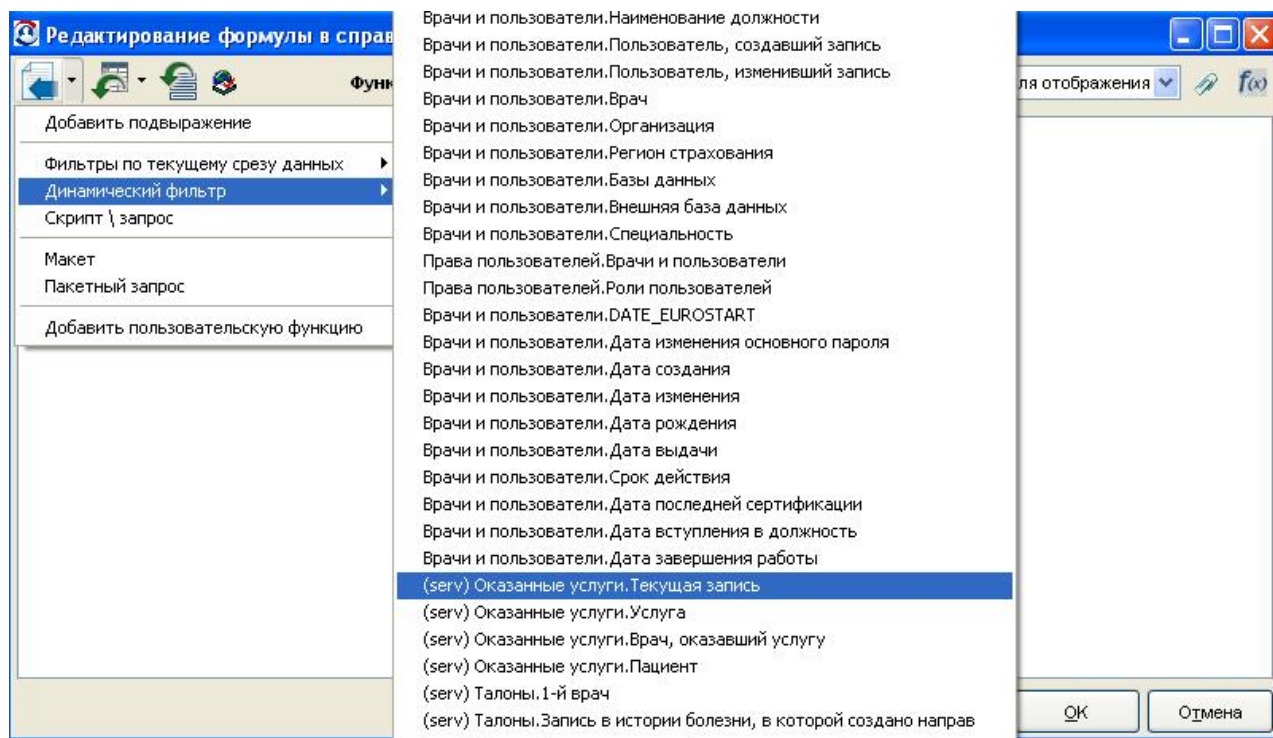 Редактирование формулы в справ
Функ
ля отображения
f(x)
Добавить подвыражение
Фильтры по текущему срезу данных
Динамический фильтр
Скрипт \ запрос
Макет
Пакетный запрос
Добавить пользовательскую функцию
Врачи и пользователи.Наименование должности
Врачи и пользователи.Пользователь, создавший запись
Врачи и пользователи.Пользователь, изменивший запись
Врачи и пользователи.Врач
Врачи и пользователи.Организация
Врачи и пользователи.Регион страхования
Врачи и пользователи.Базы данных
Врачи и пользователи.Внешняя база данных
Врачи и пользователи.Специальность
Права пользователей.Врачи и пользователи
Права пользователей.Роли пользователей
Врачи и пользователи.DATE_EUROSTART
Врачи и пользователи.Дата изменения основного пароля
Врачи и пользователи.Дата создания
Врачи и пользователи.Дата изменения
Врачи и пользователи.Дата рождения
Врачи и пользователи.Дата выдачи
Врачи и пользователи.Срок действия
Врачи и пользователи.Дата последней сертификации
Врачи и пользователи.Дата вступления в должность
Врачи и пользователи.Дата завершения работы
(serv) Оказанные услуги.Текущая запись
(serv) Оказанные услуги.Услуга
(serv) Оказанные услуги.Врач, оказавший услугу
(serv) Оказанные услуги.Пациент
(serv) Талоны.1-й врач
(serv) Талоны.Запись в истории болезни, в которой создано направ
OK
Отмена